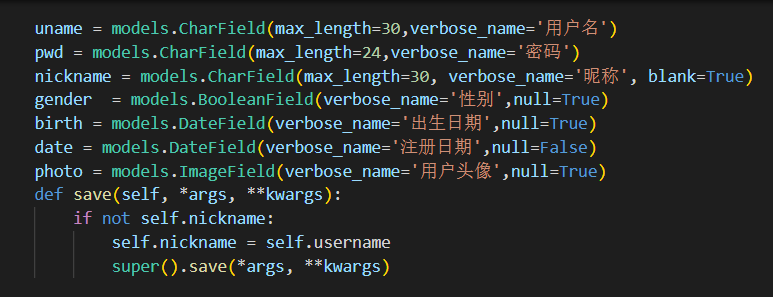 uname = models.CharField(max_length=30,verbose_name='用户名')
pwd = models.CharField(max_length=24,verbose_name='密码')
nickname = models.CharField(max_length=30, verbose_name='昵称', blank=True)
gender  = models.BooleanField(verbose_name='性别',null=True)
birth = models.DateField(verbose_name='出生日期',null=True)
date = models.DateField(verbose_name='注册日期',null=False)
photo = models.ImageField(verbose_name='用户头像',null=True)
def save(self, *args, **kwargs):
    if not self.nickname:
        self.nickname = self.username
        super().save(*args, **kwargs)